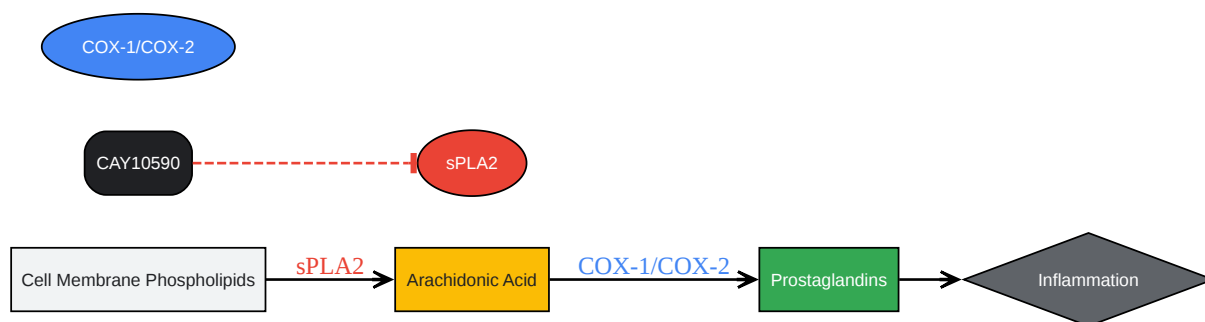 COX-1/COX-2
CAY10590
sPLA2
Cell Membrane Phospholipids
sPLA2
Arachidonic Acid
COX-1/COX-2
Prostaglandins
Inflammation